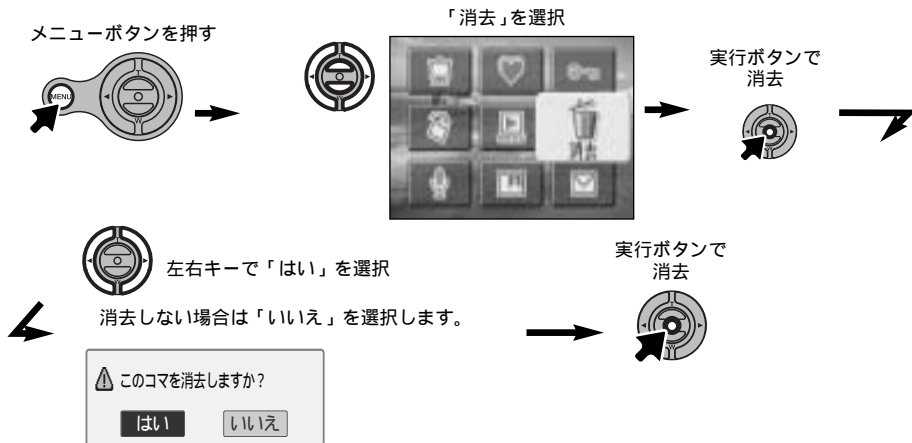 メニューボタンを押す
「消去」を選択
MENU
T
W
消去
実行ボタンで
消去
左右キーで「はい」を選択
消去しない場合は「いいえ」を選択します。
このコマを消去しますか?
はい
いいえ
実行ボタンで
消去